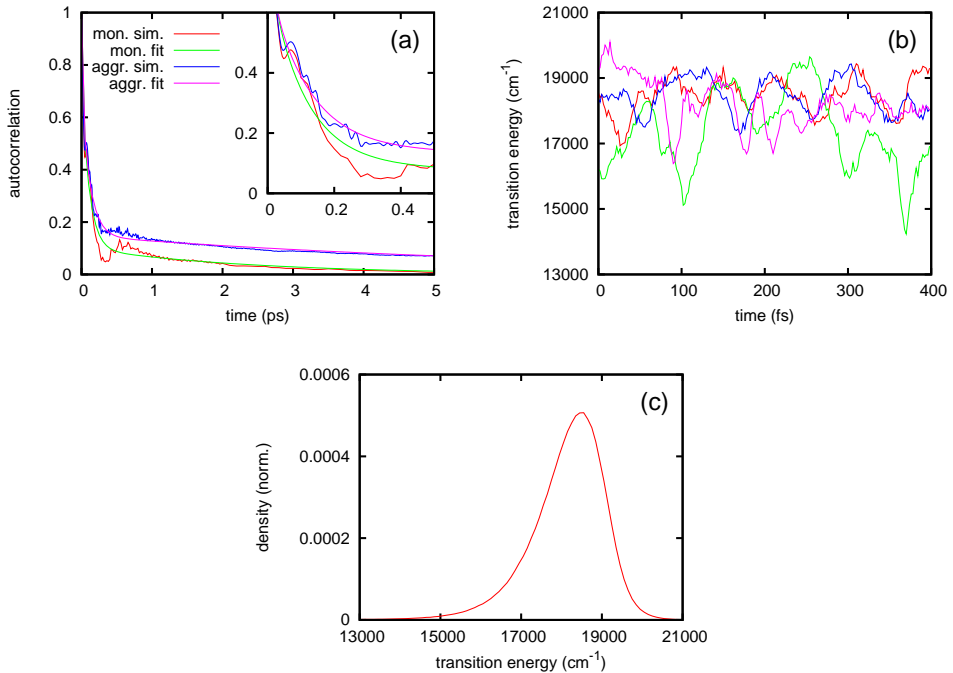 (a)
mon. sim.
mon. fit
aggr. sim.
aggr. fit
autocorrelation
1
0.8
0.6
0.4
0.2
0
0 1 2 3 4 5
time (ps)
0.4
0.2
0
0 0.2 0.4
(b)
transition energy (cm-1)
21000
19000
17000
15000
13000
0 100 200 300 400
time (fs)
(c)
density (norm.)
0.0006
0.0004
0.0002
0
13000 15000 17000 19000 21000
transition energy (cm-1)